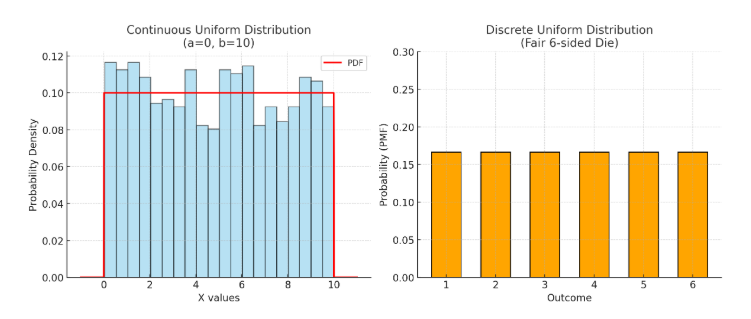 Continuous Uniform Distribution
(a=0, b=10)
Probability Density
0.12
0.10
0.08
0.06
0.04
0.02
0.00
PDF
0 2 4 6 8 10
X values
Discrete Uniform Distribution
(Fair 6-sided Die)
Probability (PMF)
0.30
0.25
0.20
0.15
0.10
0.05
0.00
1 2 3 4 5 6
Outcome